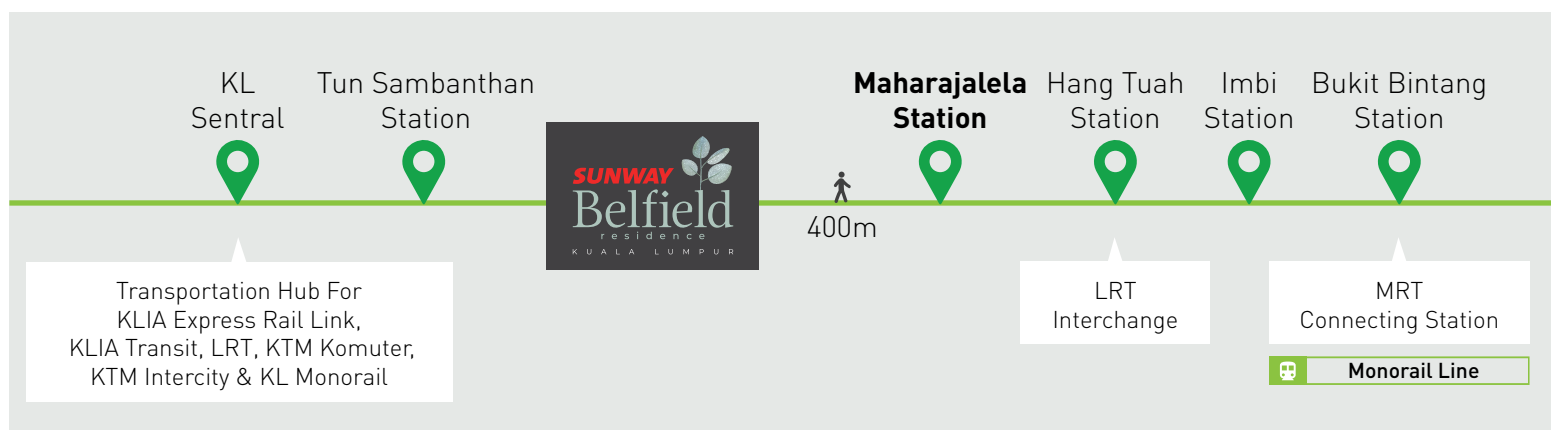 KL
Sentral
Tun Sambanthan
Station
SUNWAY
Belfield
residence
KUALA LUMPUR
400m
Maharajalela
Station
Hang Tuah
Station
Imbi
Station
Bukit Bintang
Station
Transportation Hub For
KLIA Express Rail Link,
KLIA Transit, LRT, KTM Komuter,
KTM Intercity & KL Monorail
LRT
Interchange
MRT
Connecting Station
Monorail Line